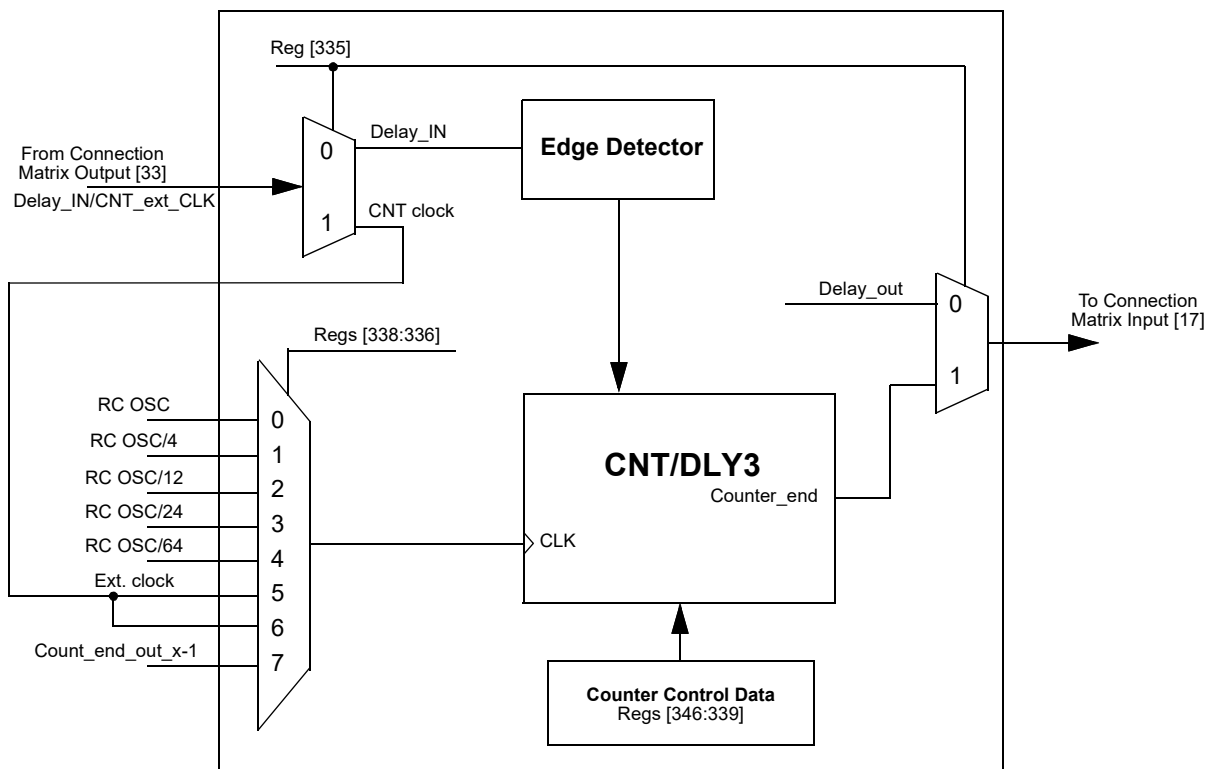 Reg [335]
From Connection
Matrix Output [33]
Delay_IN/CNT_ext_CLK
0
1
Delay_IN
CNT clock
Edge Detector
Delay_out
0
1
To Connection
Matrix Input [17]
Regs [338:336]
RC OSC
RC OSC/4
RC OSC/12
RC OSC/24
RC OSC/64
Ext. clock
Count_end_out_x-1
0
1
2
3
4
5
6
7
CNT/DLY3
Counter_end
CLK
Counter Control Data
Regs [346:339]